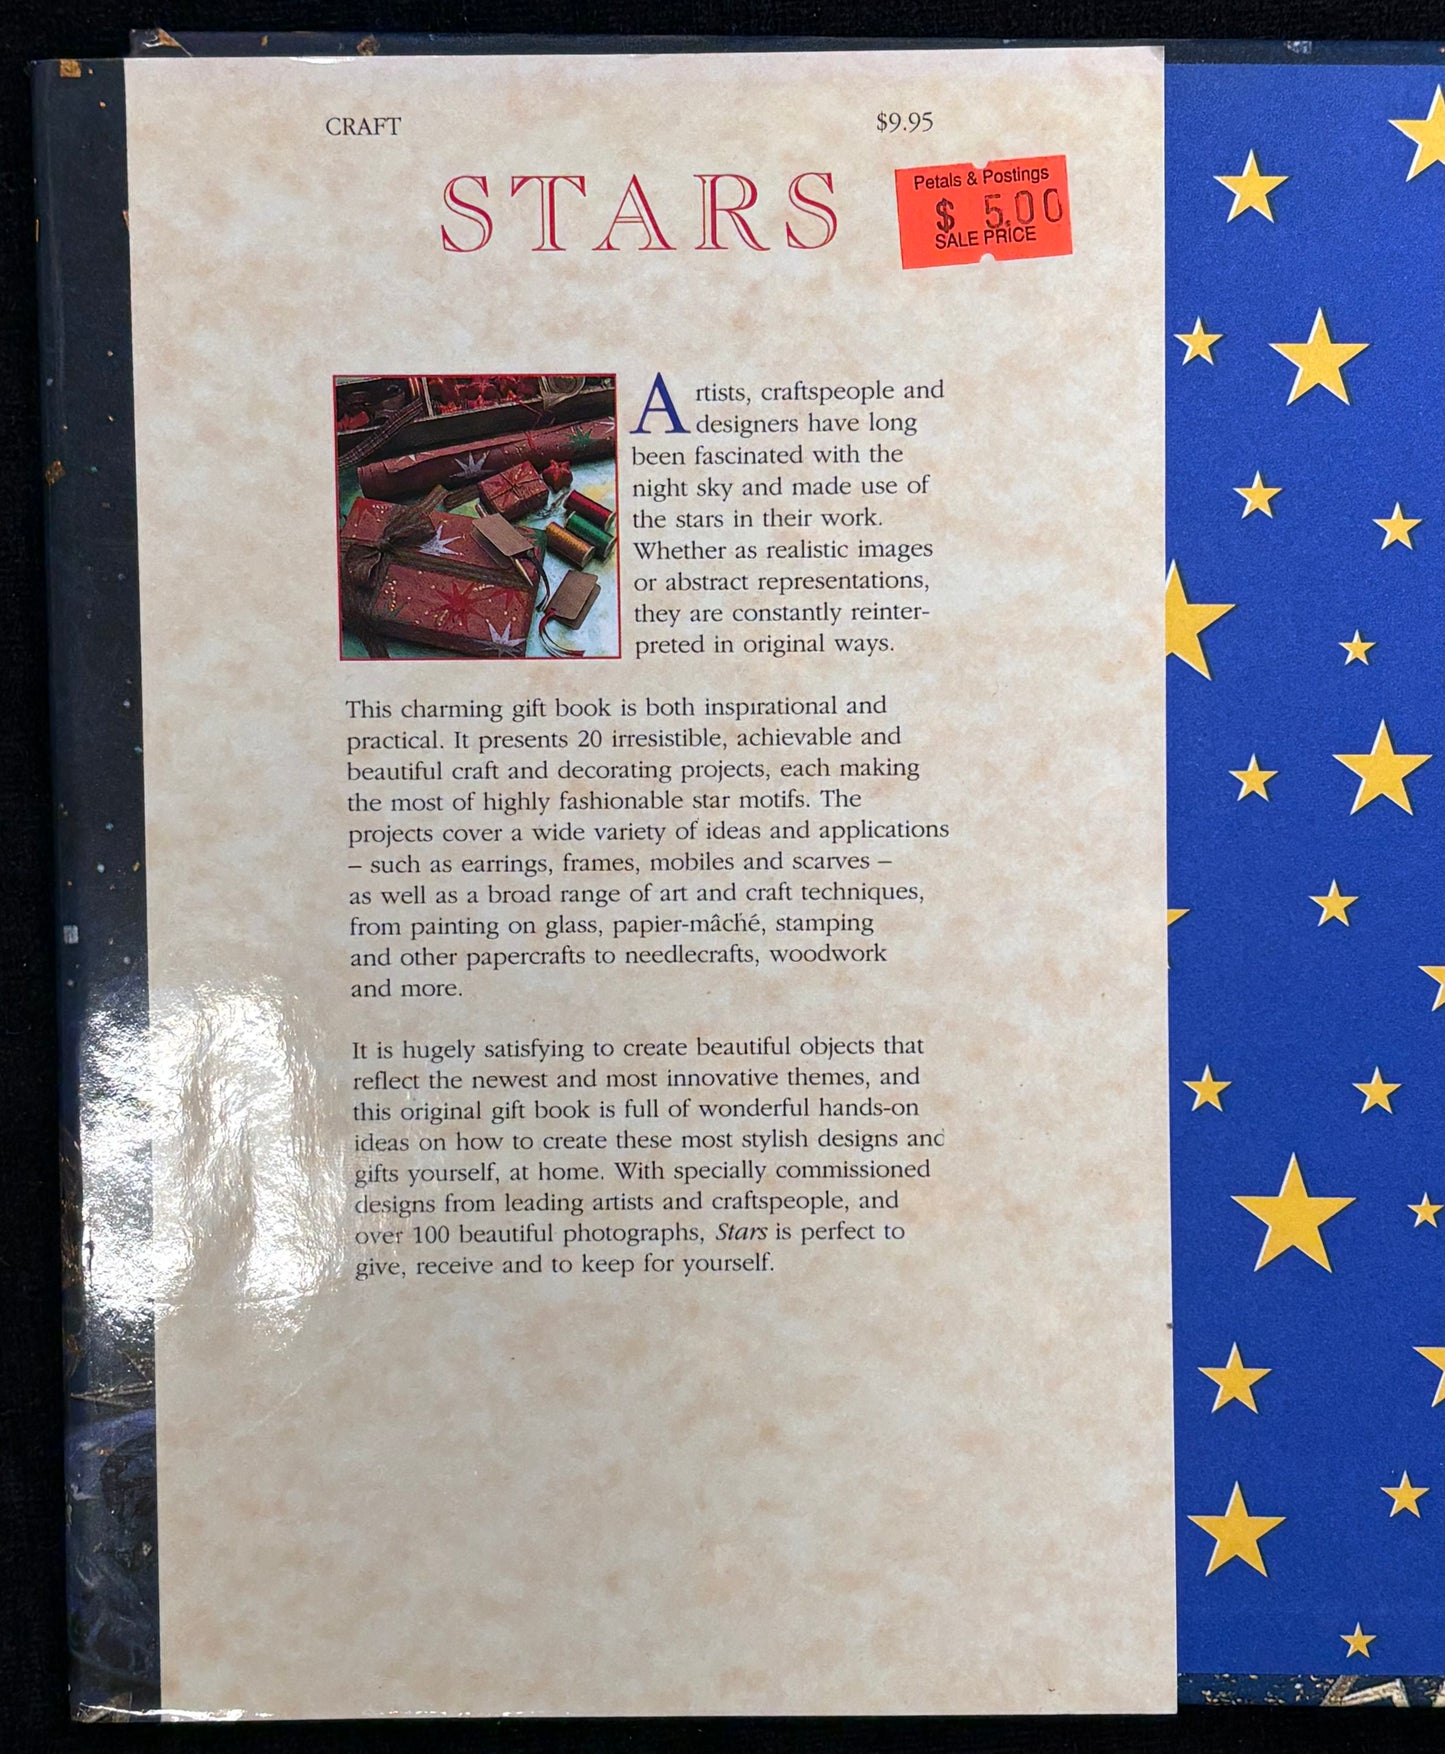 CRAFT
$9.95
STARS
Petals & Postings
$ 5.00
SALE PRICE
Artists, craftspeople and
designers have long
been fascinated with the
night sky and made use of
the stars in their work.
Whether as realistic images
or abstract representations,
they are constantly reinter-
preted in original ways.
This charming gift book is both inspirational and
practical. It presents 20 irresistible, achievable and
beautiful craft and decorating projects, each making
the most of highly fashionable star motifs. The
projects cover a wide variety of ideas and applications
– such as earrings, frames, mobiles and scarves –
as well as a broad range of art and craft techniques,
from painting on glass, papier-mâché, stamping
and other papercrafts to needlecrafts, woodwork
and more.
It is hugely satisfying to create beautiful objects that
reflect the newest and most innovative themes, and
this original gift book is full of wonderful hands-on
ideas on how to create these most stylish designs and
gifts yourself, at home. With specially commissioned
designs from leading artists and craftspeople, and
over 100 beautiful photographs, Stars is perfect to
give, receive and to keep for yourself.